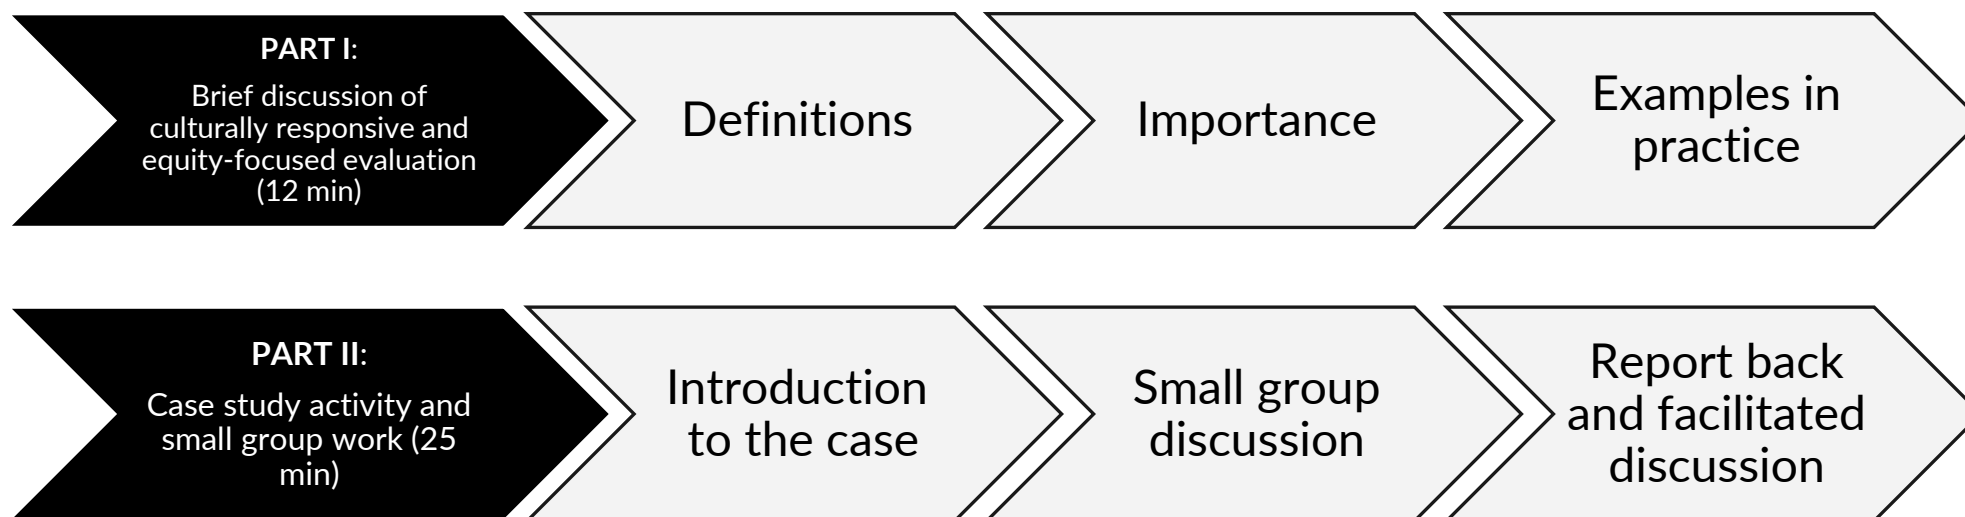 PART I:
Brief discussion of
culturally responsive and
equity-focused evaluation
(12 min)
Definitions
Importance
Examples in
practice
PART II:
Case study activity and
small group work (25
min)
Introduction
to the case
Small group
discussion
Report back
and facilitated
discussion